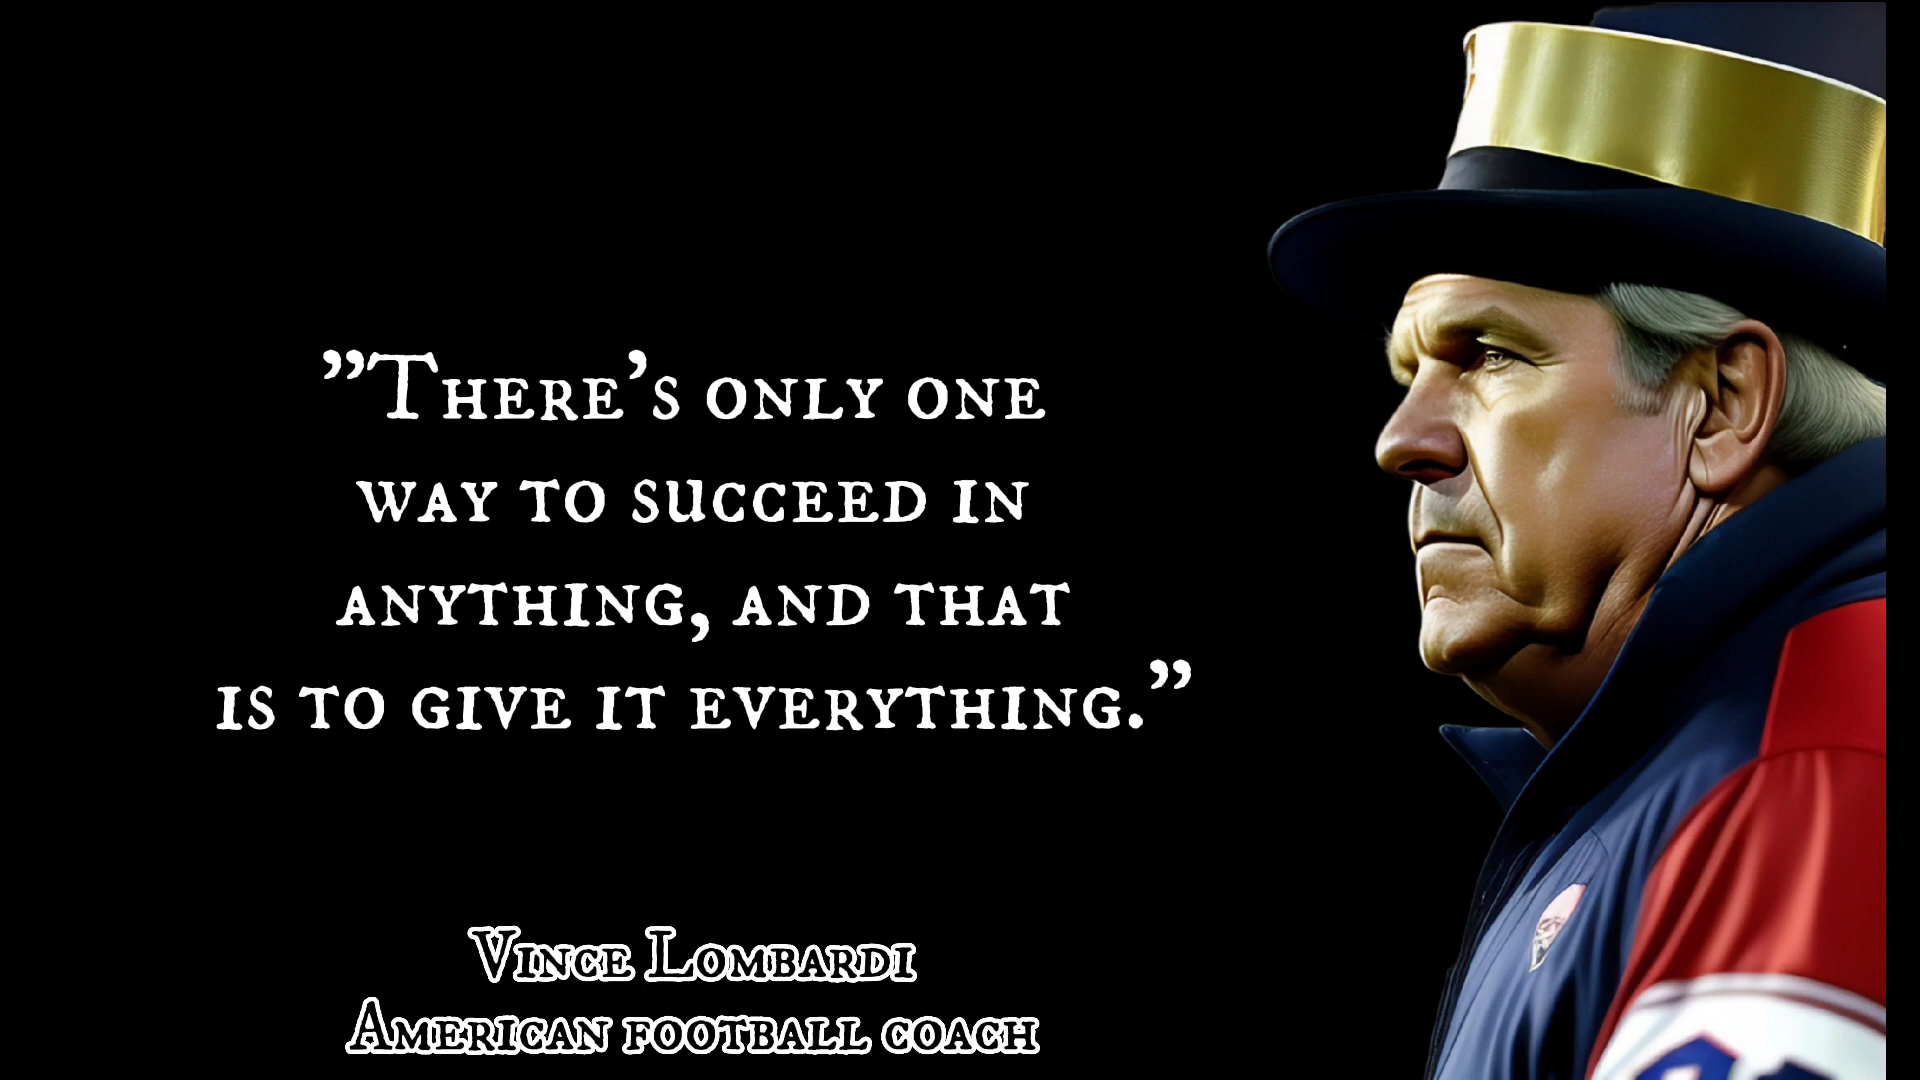 ”There’s only one
way to succeed in
anything, and that
is to give it everything.”
Vince Lombardi
American football coach